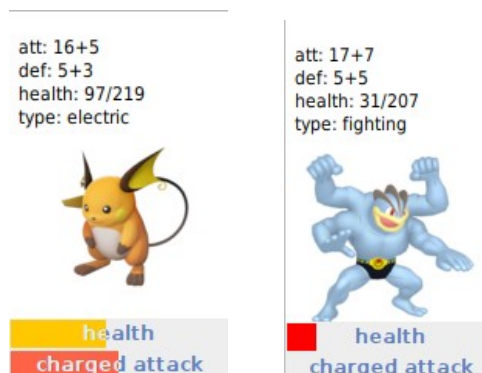 att: 16+5
def: 5+3
health: 97/219
type: electric
health
charged attack
att: 17+7
def: 5+5
health: 31/207
type: fighting
health
charged attack